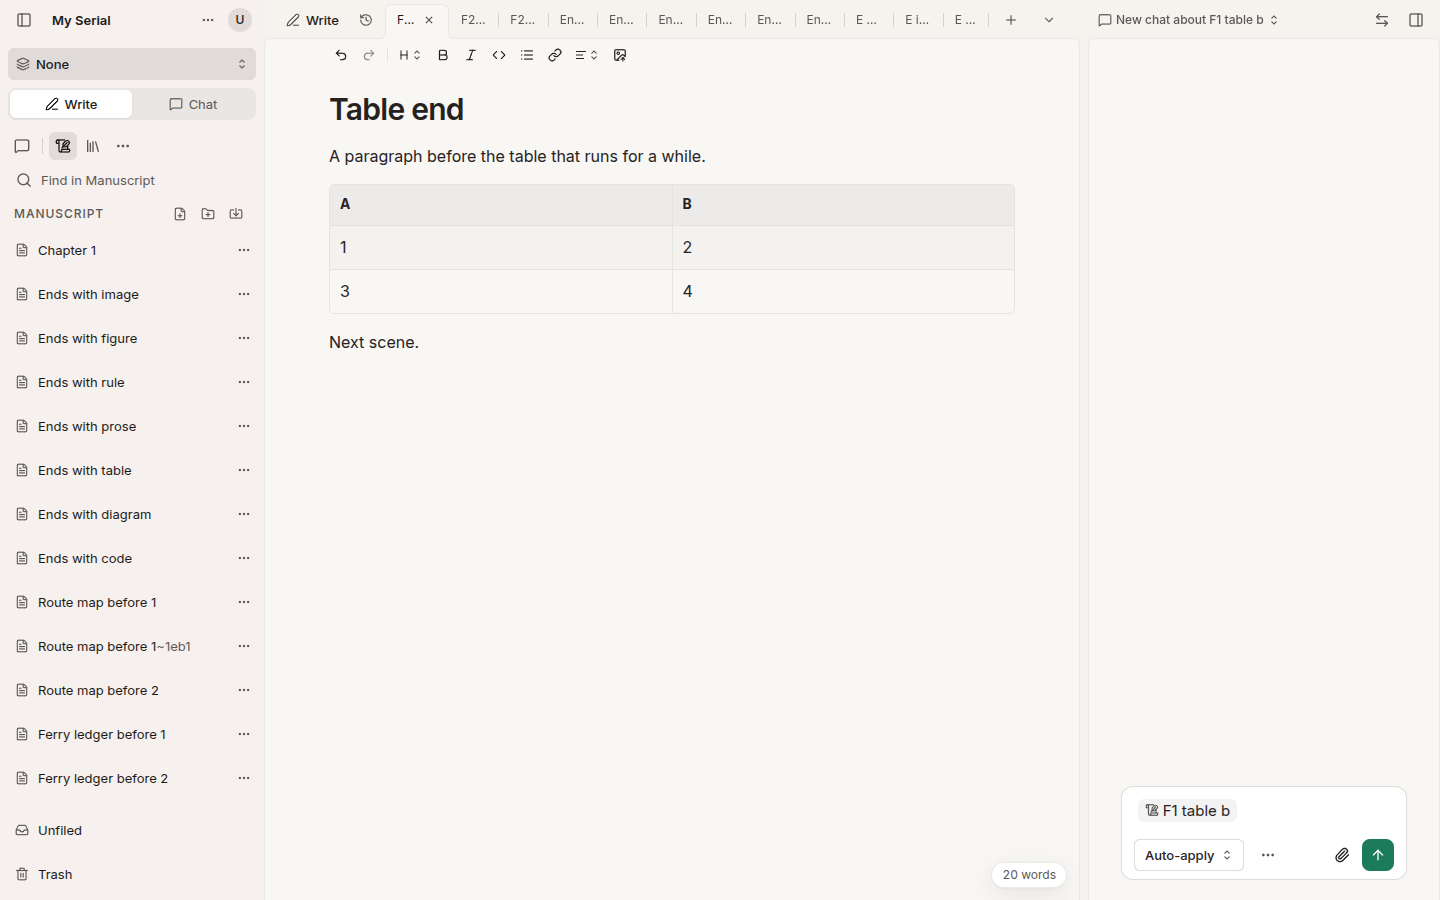 My Serial
U
None
Write
Chat
Find in Manuscript
MANUSCRIPT
Chapter 1
Ends with image
Ends with figure
Ends with rule
Ends with prose
Ends with table
Ends with diagram
Ends with code
Route map before 1
Route map before 1~1eb1
Route map before 2
Ferry ledger before 1
Ferry ledger before 2
Unfiled
Trash
Write
F...
F2...
F2...
En...
En...
En...
En...
En...
En...
E ...
E i...
E ...
H
B
I
Table end
A paragraph before the table that runs for a while.
A B
1 2
3 4
Next scene.
20 words
New chat about F1 table b
F1 table b
Auto-apply